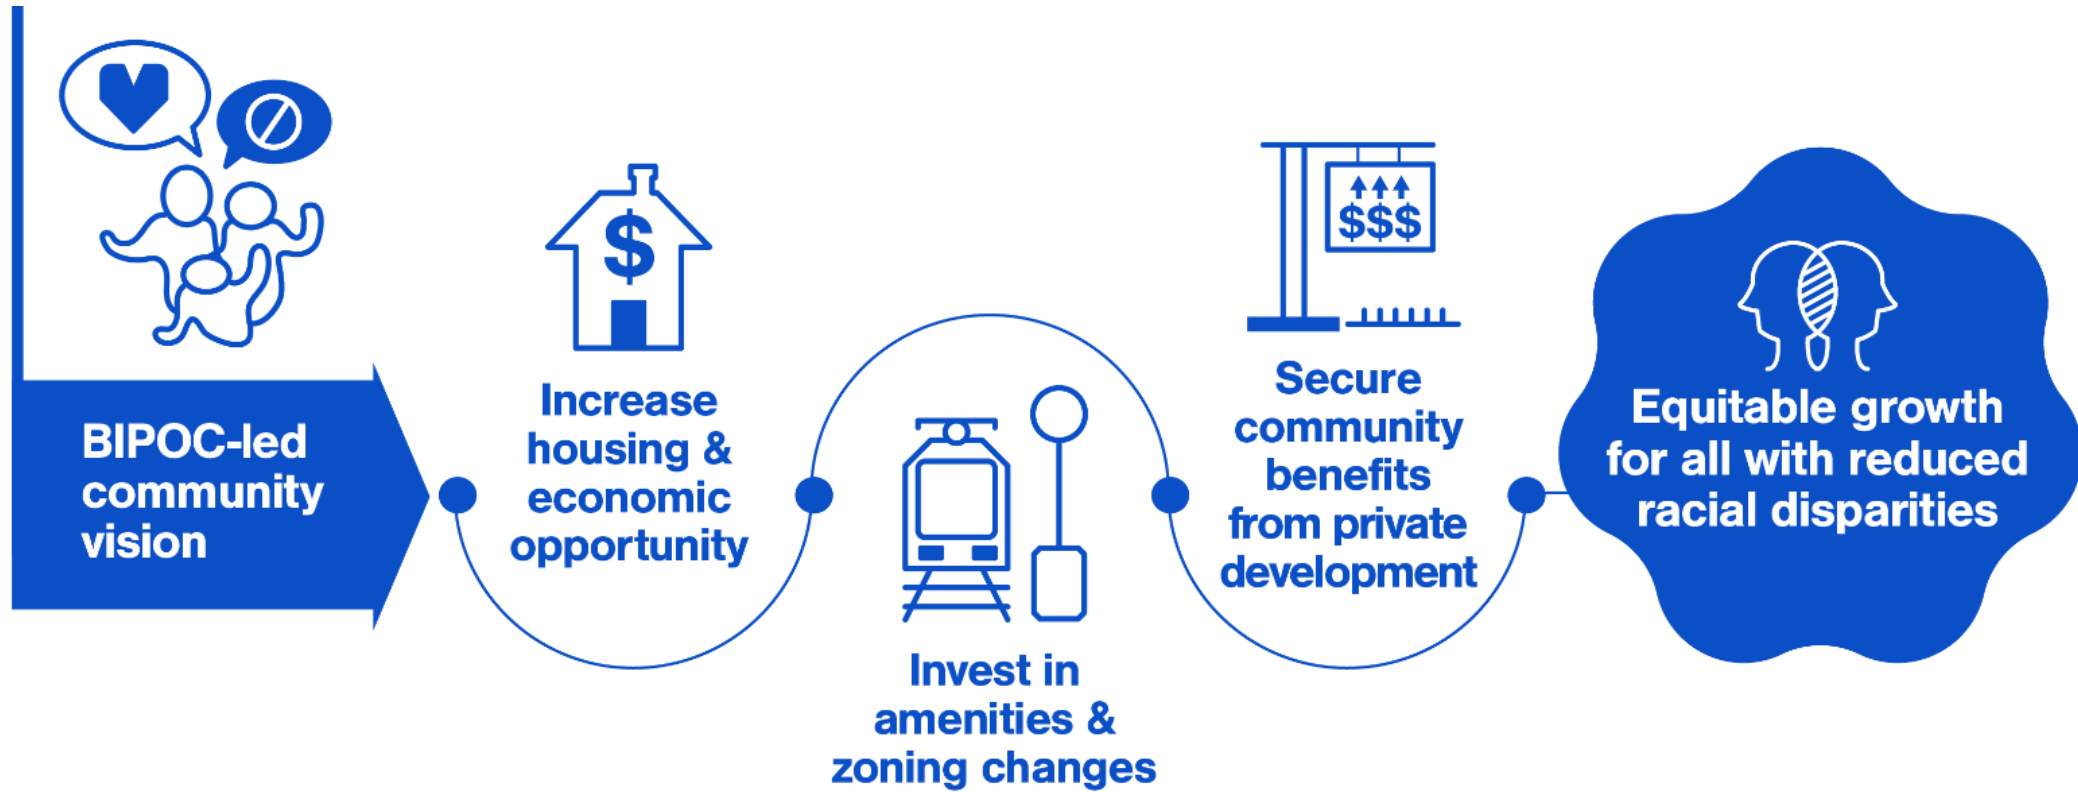 BIPOC-led
community
vision
$
Increase
housing &
economic
opportunity
Invest in
amenities &
zoning changes
$$$
Secure
community
benefits
from private
development
Equitable growth
for all with reduced
racial disparities